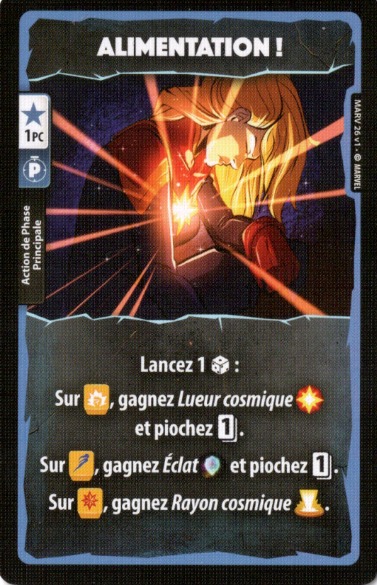 ALIMENTATION !
1PC
P
Action de Phase
Principale
MARV 26 v1 • © MARVEL
Lancez 1 :
Sur , gagnez Lueur cosmique
et piochez 1.
Sur , gagnez Éclat et piochez 1.
Sur , gagnez Rayon cosmique .